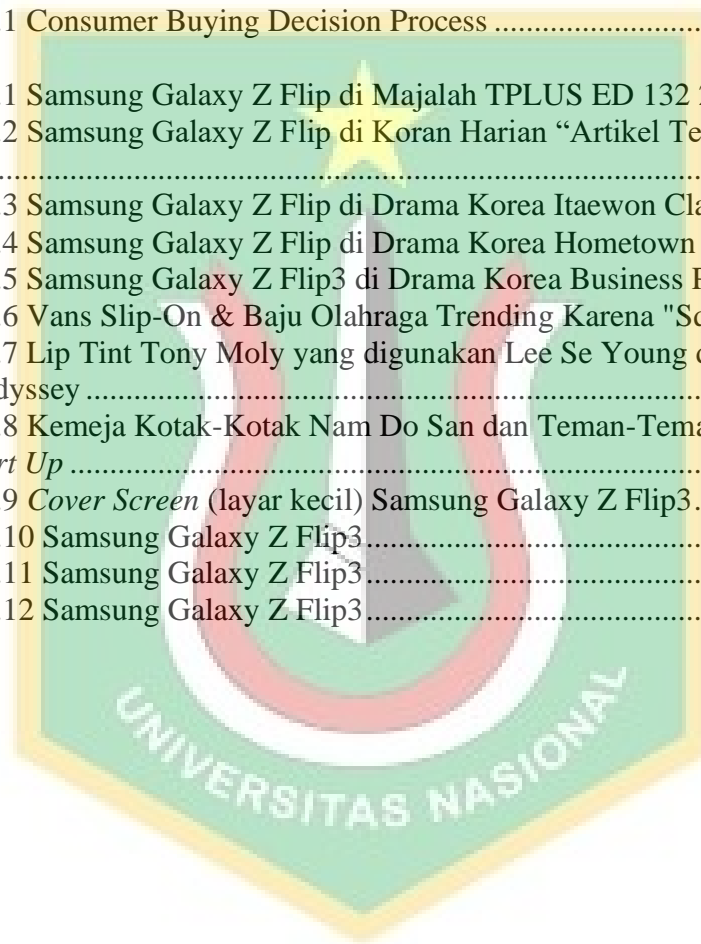 .1 Consumer Buying Decision Process ..........................
.1 Samsung Galaxy Z Flip di Majalah TPLUS ED 132
.2 Samsung Galaxy Z Flip di Koran Harian “Artikel Te
..........................................................................................
.3 Samsung Galaxy Z Flip di Drama Korea Itaewon Cla
.4 Samsung Galaxy Z Flip di Drama Korea Hometown
.5 Samsung Galaxy Z Flip3 di Drama Korea Business
.6 Vans Slip-On & Baju Olahraga Trending Karena "Sq
.7 Lip Tint Tony Moly yang digunakan Lee Se Young
dyssey ................................................................................
.8 Kemeja Kotak-Kotak Nam Do San dan Teman-Tema
rt Up ..................................................................................
.9 Cover Screen (layar kecil) Samsung Galaxy Z Flip3.
.10 Samsung Galaxy Z Flip3............................................
.11 Samsung Galaxy Z Flip3............................................
.12 Samsung Galaxy Z Flip3............................................
UNIVERSITAS NASIONAL